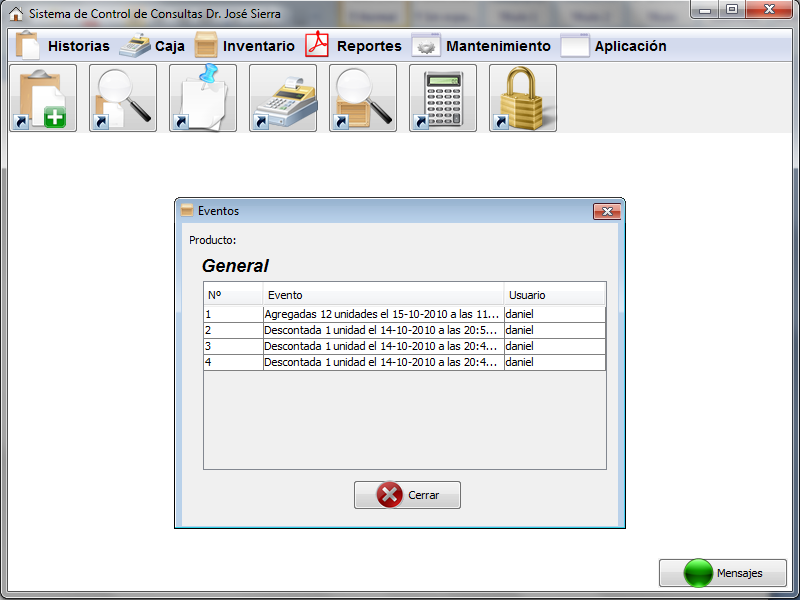 Sistema de Control de Consultas Dr. José Sierra
Historias Caja Inventario Reportes Mantenimiento Aplicación
Eventos
Producto:
General
Nº Evento Usuario
1 Agregadas 12 unidades el 15-10-2010 a las 11... daniel
2 Descontada 1 unidad el 14-10-2010 a las 20:5... daniel
3 Descontada 1 unidad el 14-10-2010 a las 20:4... daniel
4 Descontada 1 unidad el 14-10-2010 a las 20:4... daniel
Cerrar
Mensajes